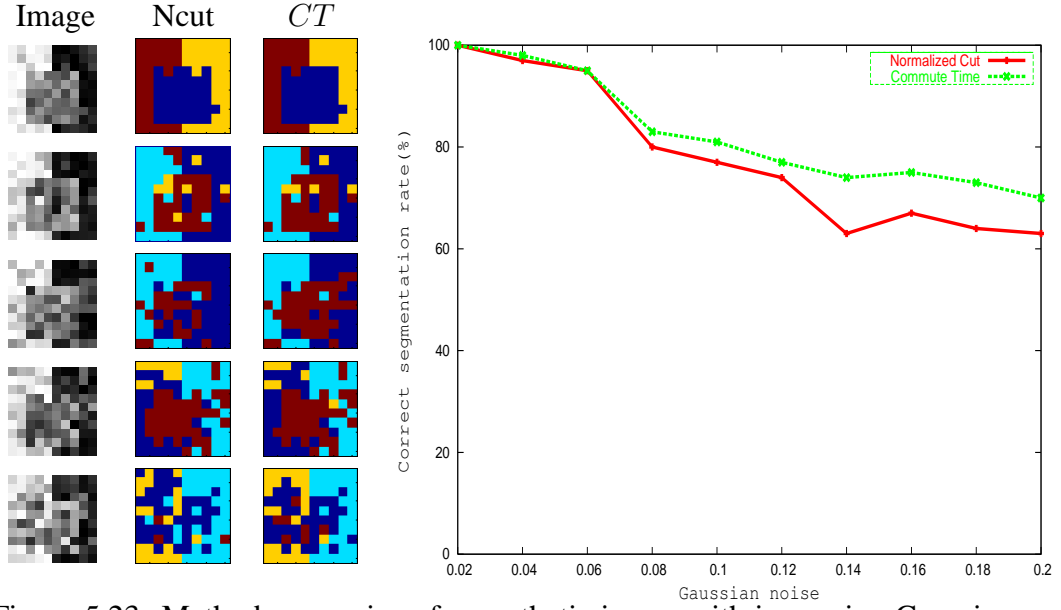 Image Ncut CT
Normalized Cut
Commute Time
Correct segmentation rate(%)
100
80
60
40
20
0
0.02 0.04 0.06 0.08 0.1 0.12 0.14 0.16 0.18 0.2
Gaussian noise